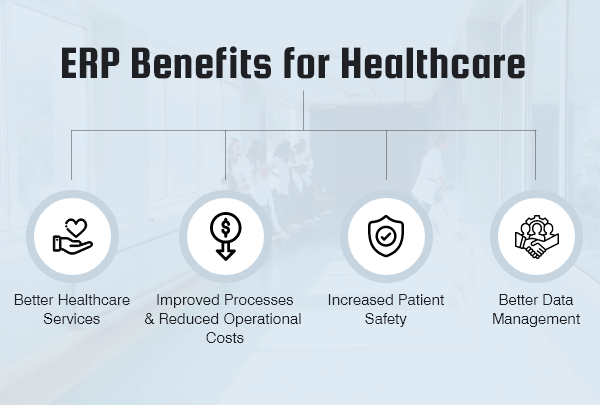 ERP Benefits for Healthcare
Better Healthcare
Services
Improved Processes
& Reduced Operational
Costs
Increased Patient
Safety
Better Data
Management